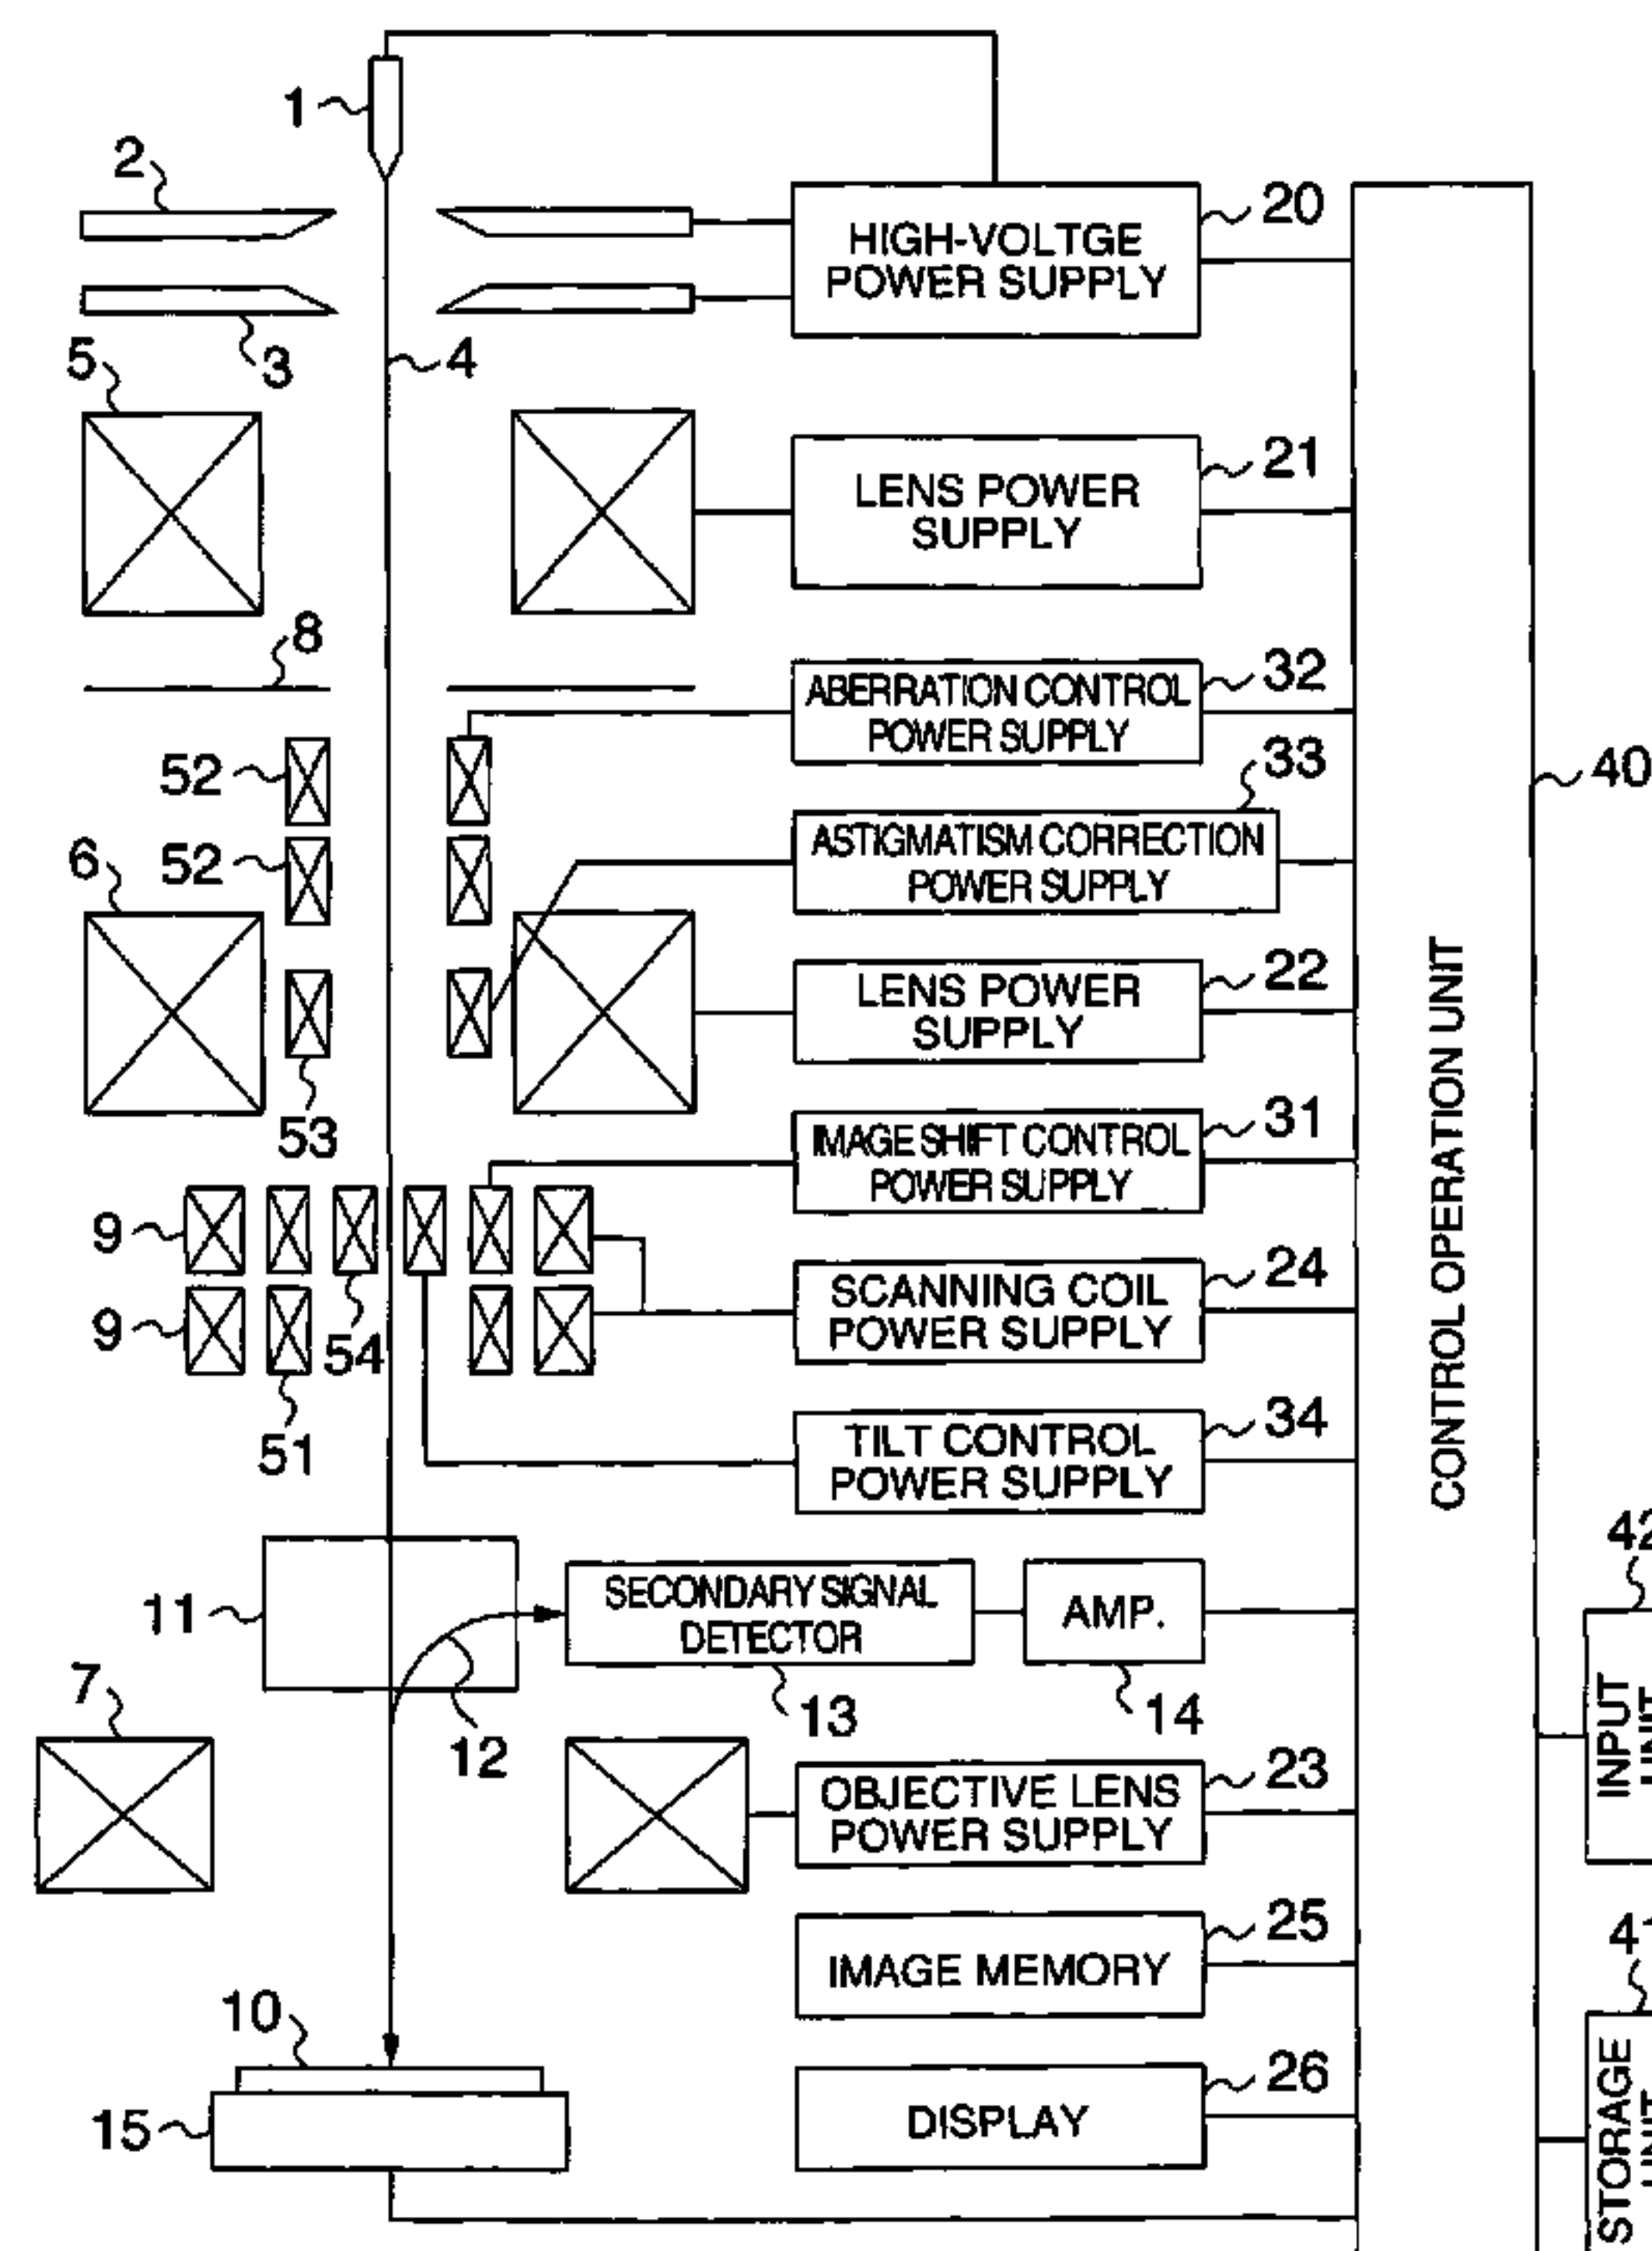 1
2
HIGH-VOLTGE
POWER SUPPLY
20
3
4
5
LENS POWER
SUPPLY
21
8
ABERRATION CONTROL
POWER SUPPLY
32
52
33
40
ASTIGMATISM CORRECTION
POWER SUPPLY
6
52
LENS POWER
SUPPLY
22
CONTROL OPERATION UNIT
53
IMAGE SHIFT CONTROL
POWER SUPPLY
31
9
SCANNING COIL
POWER SUPPLY
24
9
54
51
TILT CONTROL
POWER SUPPLY
34
42
11
SECONDARY SIGNAL
DETECTOR
AMP.
13
14
12
7
INPUT
UNIT
OBJECTIVE LENS
POWER SUPPLY
23
IMAGE MEMORY
25
41
10
DISPLAY
26
15
STORAGE
UNIT